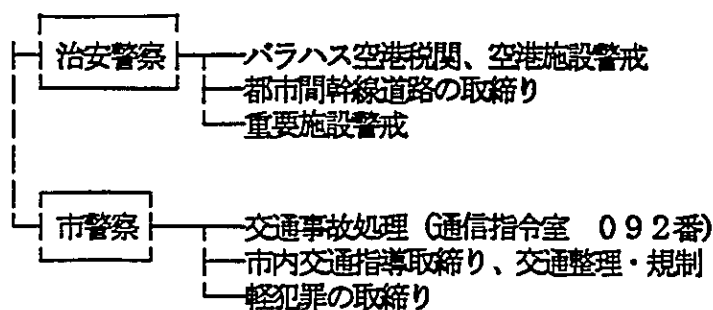 治安警察 バラハス空港税関、空港施設警戒
都市間幹線道路の取締り
重要施設警戒
市警察 交通事故処理（通信指令室　０９２番）
市内交通指導取締り、交通整理・規制
軽犯罪の取締り